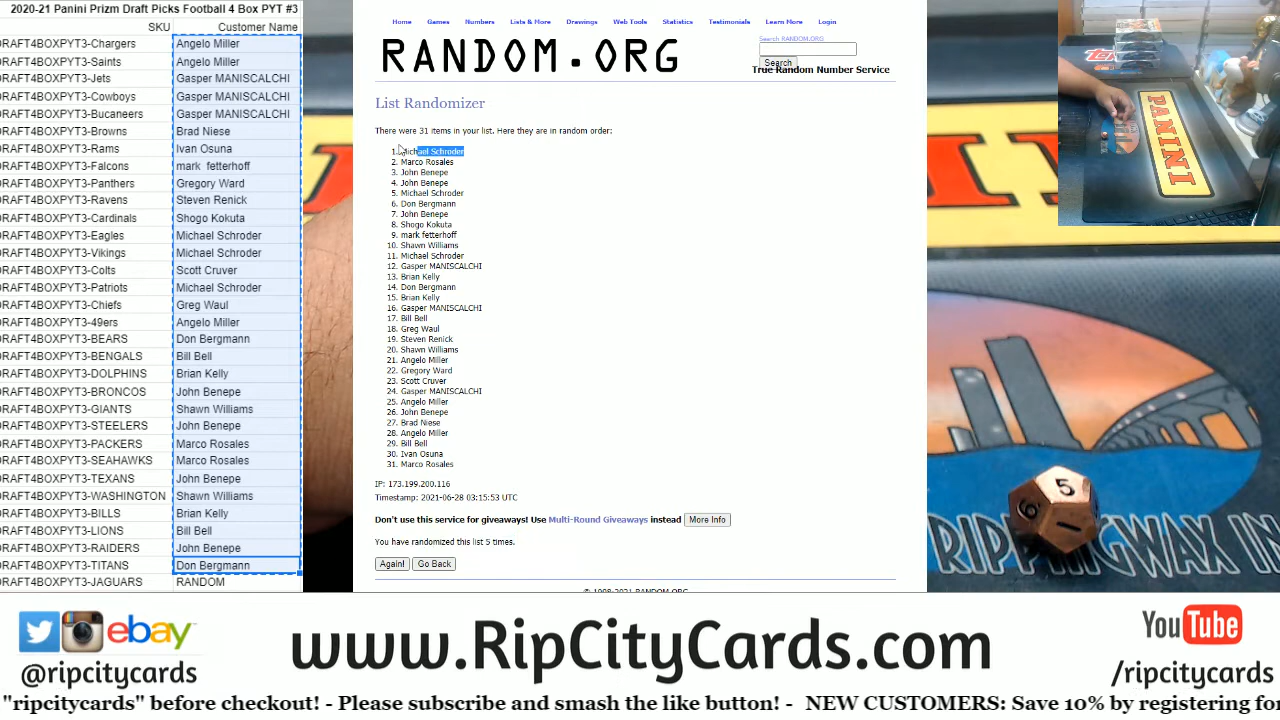 2020-21 Panini Prizm Draft Picks Football 4 Box PYT #3
SKU Customer Name
DRAFT4BOXPYT3-Chargers Angelo Miller
DRAFT4BOXPYT3-Saints Angelo Miller
DRAFT4BOXPYT3-Jets Gasper MANISCALCHI
DRAFT4BOXPYT3-Cowboys Gasper MANISCALCHI
DRAFT4BOXPYT3-Bucaneers Gasper MANISCALCHI
DRAFT4BOXPYT3-Browns Brad Niese
DRAFT4BOXPYT3-Rams Ivan Osuna
DRAFT4BOXPYT3-Falcons mark fetterhoff
DRAFT4BOXPYT3-Panthers Gregory Ward
DRAFT4BOXPYT3-Ravens Steven Renick
DRAFT4BOXPYT3-Cardinals Shogo Kokuta
DRAFT4BOXPYT3-Eagles Michael Schroder
DRAFT4BOXPYT3-Vikings Michael Schroder
DRAFT4BOXPYT3-Colts Scott Cruver
DRAFT4BOXPYT3-Patriots Michael Schroder
DRAFT4BOXPYT3-Chiefs Greg Waul
DRAFT4BOXPYT3-49ers Angelo Miller
DRAFT4BOXPYT3-BEARS Don Bergmann
DRAFT4BOXPYT3-BENGALS Bill Bell
DRAFT4BOXPYT3-DOLPHINS Brian Kelly
DRAFT4BOXPYT3-BRONCOS John Benepe
DRAFT4BOXPYT3-GIANTS Shawn Williams
DRAFT4BOXPYT3-STEELERS John Benepe
DRAFT4BOXPYT3-PACKERS Marco Rosales
DRAFT4BOXPYT3-SEAHAWKS Marco Rosales
DRAFT4BOXPYT3-TEXANS John Benepe
DRAFT4BOXPYT3-WASHINGTON Shawn Williams
DRAFT4BOXPYT3-BILLS Brian Kelly
DRAFT4BOXPYT3-LIONS Bill Bell
DRAFT4BOXPYT3-RAIDERS John Benepe
DRAFT4BOXPYT3-TITANS Don Bergmann
DRAFT4BOXPYT3-JAGUARS RANDOM
Home Games Numbers Lists & More Drawings Web Tools Statistics Testimonials Learn More Login
RANDOM.ORG
Search RANDOM.ORG
Search
True Random Number Service
List Randomizer
There were 31 items in your list. Here they are in random order:
1. Michael Schroder
2. Marco Rosales
3. John Benepe
4. John Benepe
5. Michael Schroder
6. Don Bergmann
7. John Benepe
8. Shogo Kokuta
9. mark fetterhoff
10. Shawn Williams
11. Michael Schroder
12. Gasper MANISCALCHI
13. Brian Kelly
14. Don Bergmann
15. Brian Kelly
16. Gasper MANISCALCHI
17. Bill Bell
18. Greg Waul
19. Steven Renick
20. Shawn Williams
21. Angelo Miller
22. Gregory Ward
23. Scott Cruver
24. Gasper MANISCALCHI
25. Angelo Miller
26. John Benepe
27. Brad Niese
28. Angelo Miller
29. Bill Bell
30. Ivan Osuna
31. Marco Rosales
IP: 173.199.200.116
Timestamp: 2021-06-28 03:15:53 UTC
Don't use this service for giveaways! Use Multi-Round Giveaways instead More Info
You have randomized this list 5 times.
Again! Go Back
© 1998-2021 RANDOM.ORG
PANINI
5
6
RIPPINGWAX IN
ebay
@ripcitycards
www.RipCityCards.com
YouTube
/ripcitycards
"ripcitycards" before checkout! - Please subscribe and smash the like button! - NEW CUSTOMERS: Save 10% by registering for